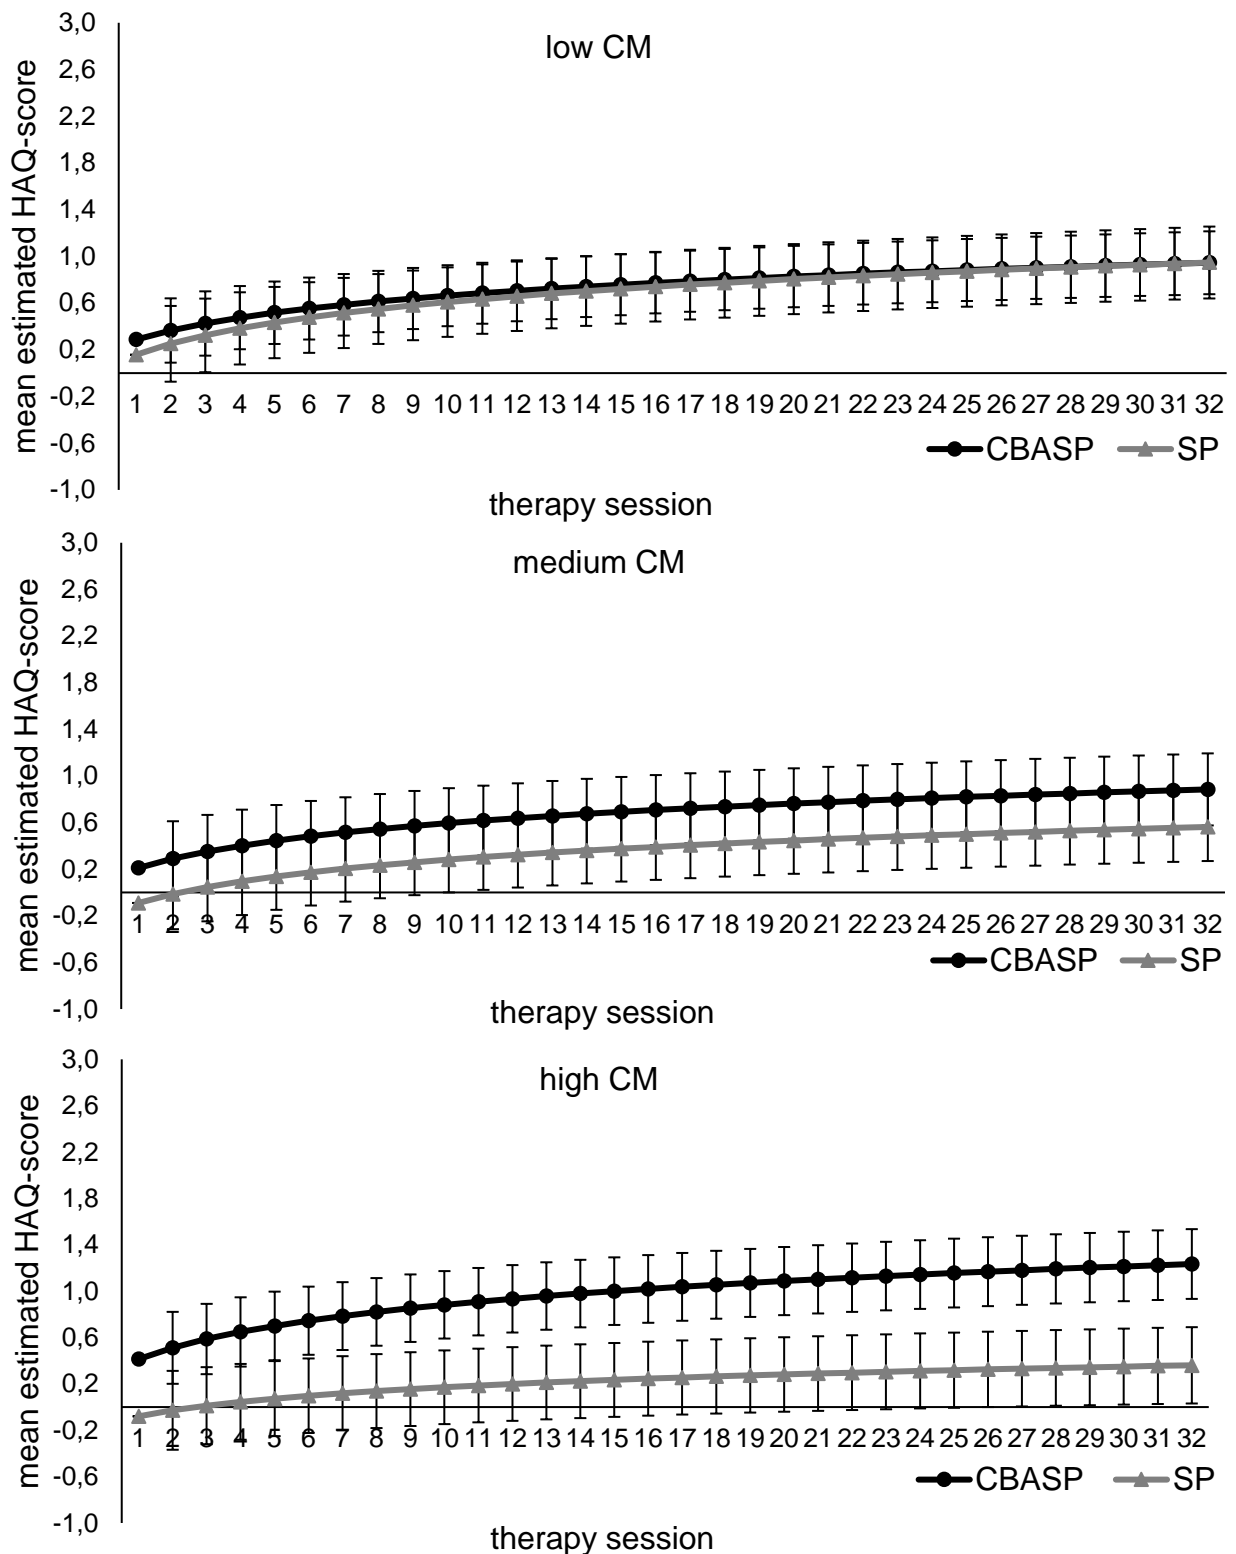 low CM
mean estimated HAQ-score
3,0
2,6
2,2
1,8
1,4
1,0
0,6
0,2
-0,2
-0,6
-1,0
1 2 3 4 5 6 7 8 9 10 11 12 13 14 15 16 17 18 19 20 21 22 23 24 25 26 27 28 29 30 31 32
CBASP SP
therapy session
medium CM
mean estimated HAQ-score
3,0
2,6
2,2
1,8
1,4
1,0
0,6
0,2
-0,2
-0,6
-1,0
1 2 3 4 5 6 7 8 9 10 11 12 13 14 15 16 17 18 19 20 21 22 23 24 25 26 27 28 29 30 31 32
CBASP SP
therapy session
high CM
mean estimated HAQ-score
3,0
2,6
2,2
1,8
1,4
1,0
0,6
0,2
-0,2
-0,6
-1,0
1 2 3 4 5 6 7 8 9 10 11 12 13 14 15 16 17 18 19 20 21 22 23 24 25 26 27 28 29 30 31 32
CBASP SP
therapy session